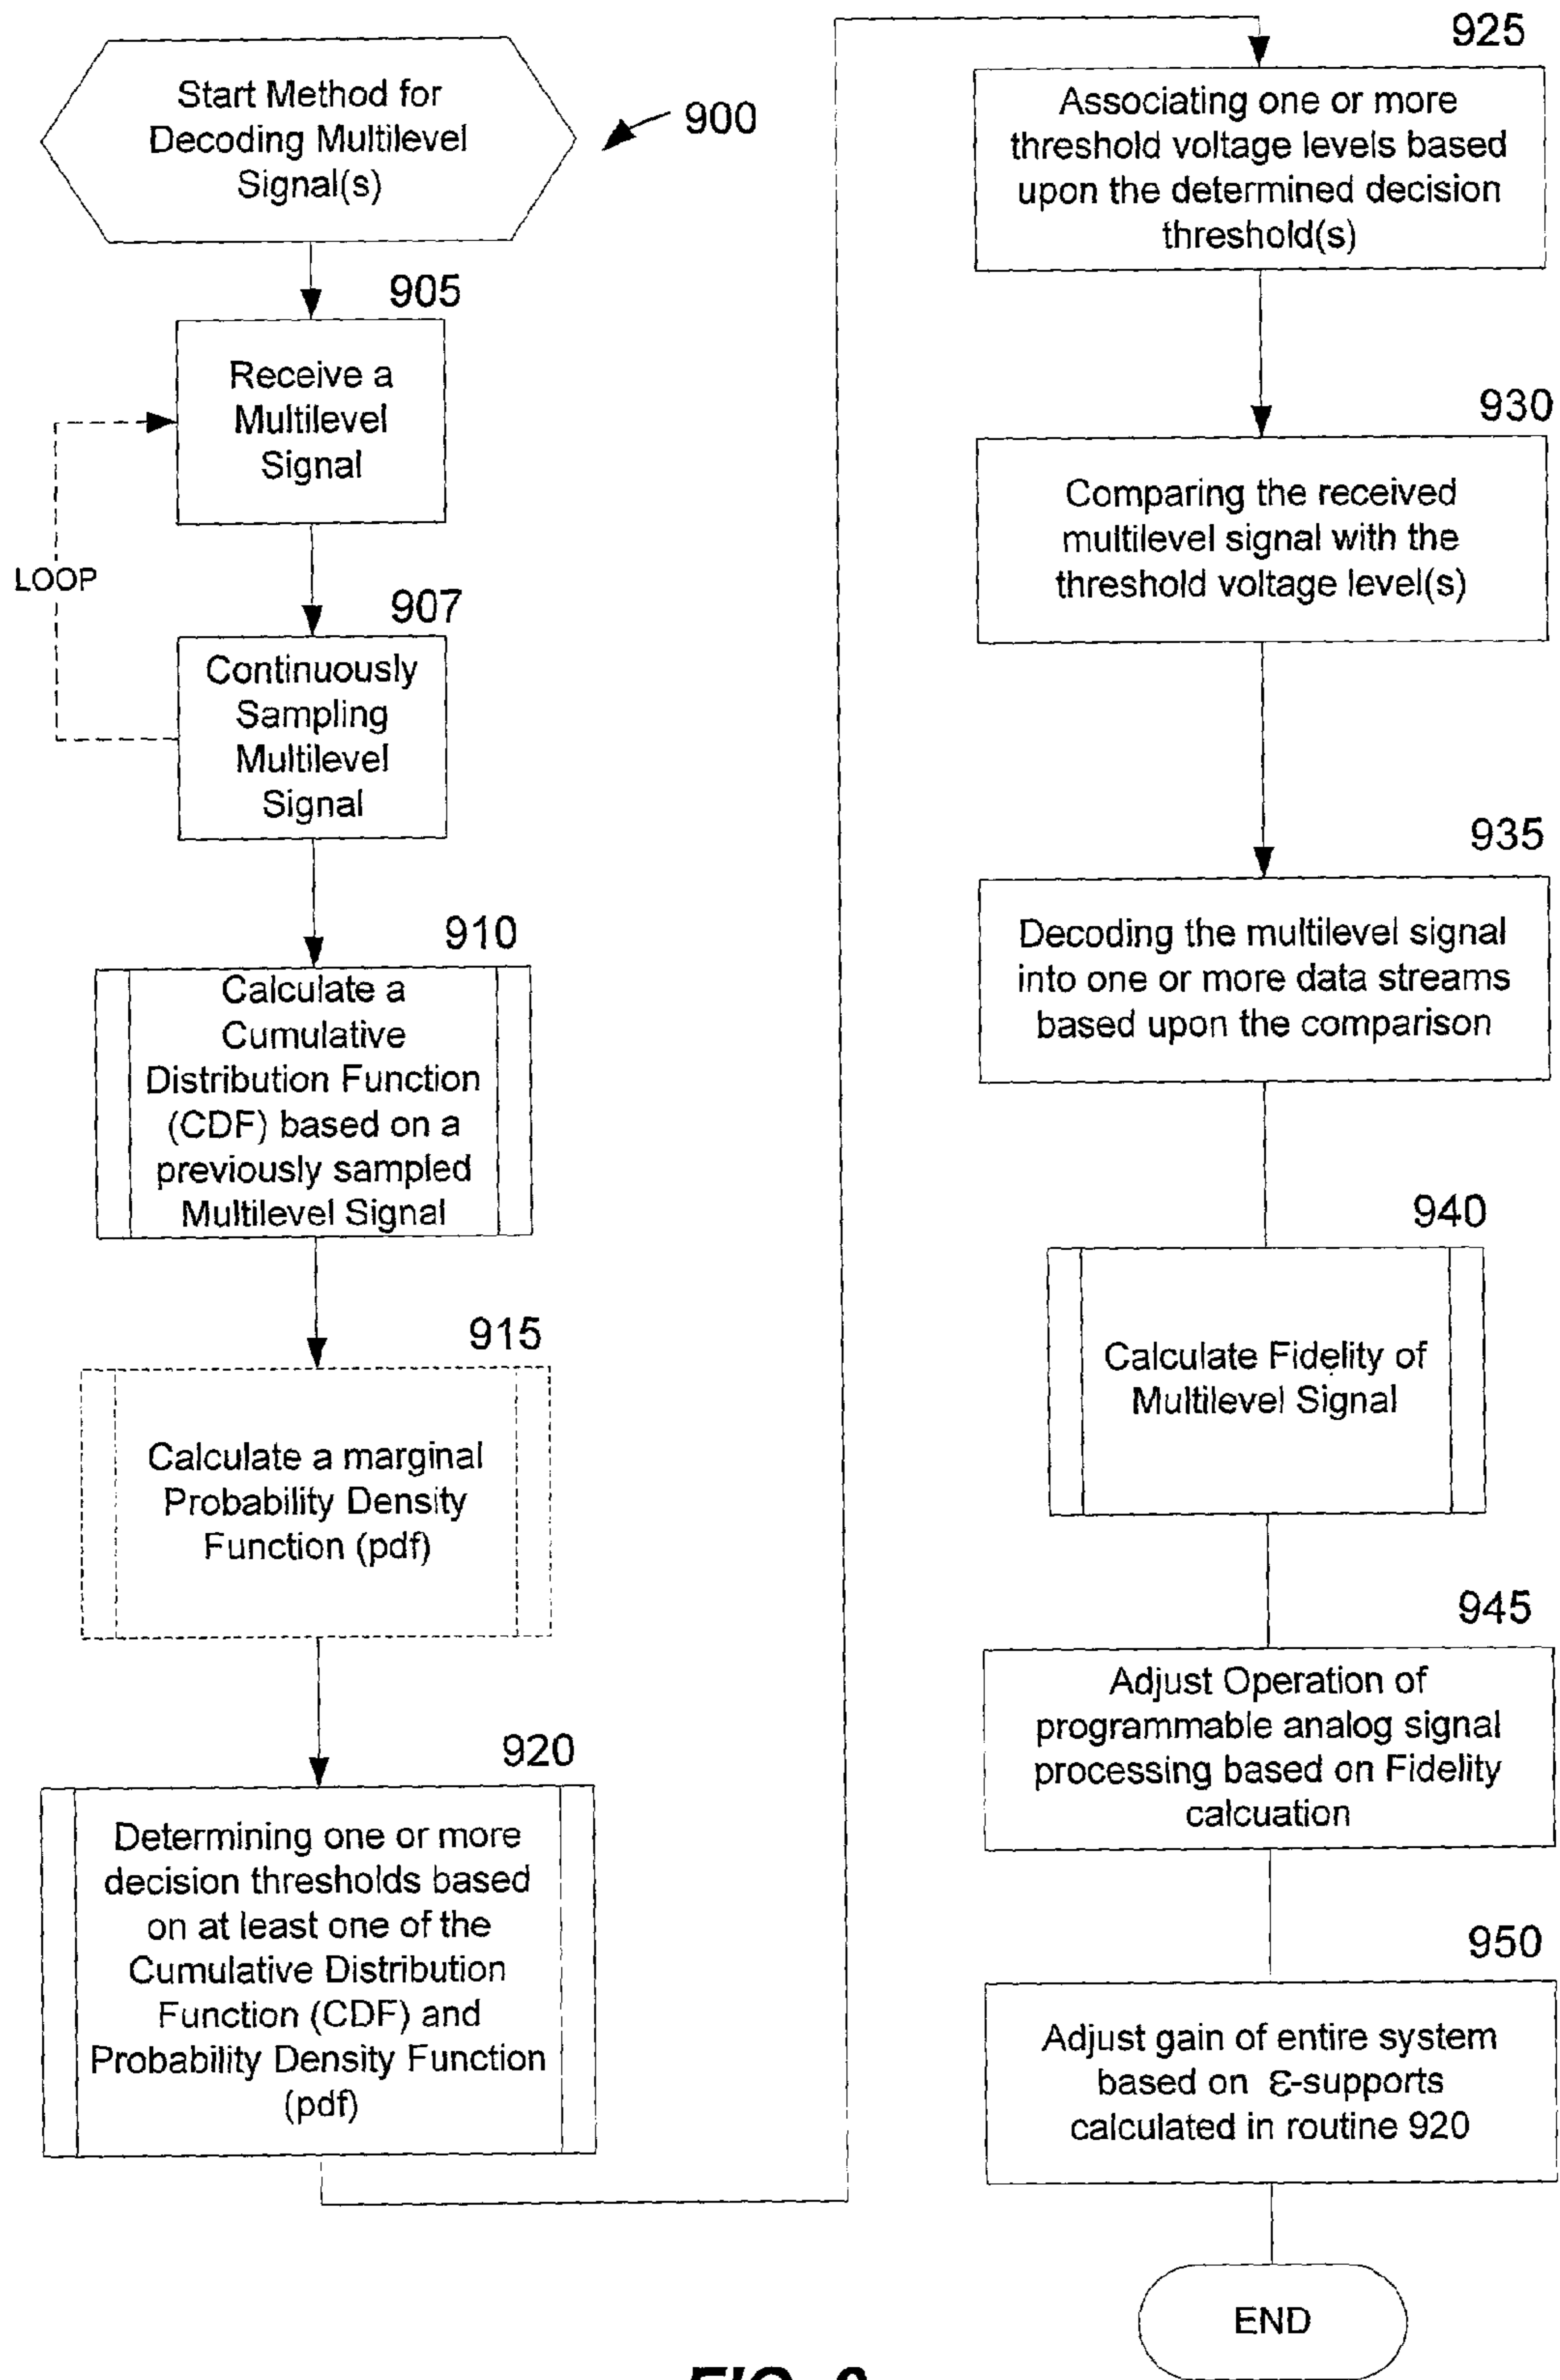 Start Method for
Decoding Multilevel
Signal(s)
900
905
Receive a
Multilevel
Signal
LOOP
907
Continuously
Sampling
Multilevel
Signal
910
Calculate a
Cumulative
Distribution Function
(CDF) based on a
previously sampled
Multilevel Signal
915
Calculate a marginal
Probability Density
Function (pdf)
920
Determining one or more
decision thresholds based
on at least one of the
Cumulative Distribution
Function (CDF) and
Probability Density Function
(pdf)
925
Associating one or more
threshold voltage levels based
upon the determined decision
threshold(s)
930
Comparing the received
multilevel signal with the
threshold voltage level(s)
935
Decoding the multilevel signal
into one or more data streams
based upon the comparison
940
Calculate Fidelity of
Multilevel Signal
945
Adjust Operation of
programmable analog signal
processing based on Fidelity
calcuation
950
Adjust gain of entire system
based on ε-supports
calculated in routine 920
END